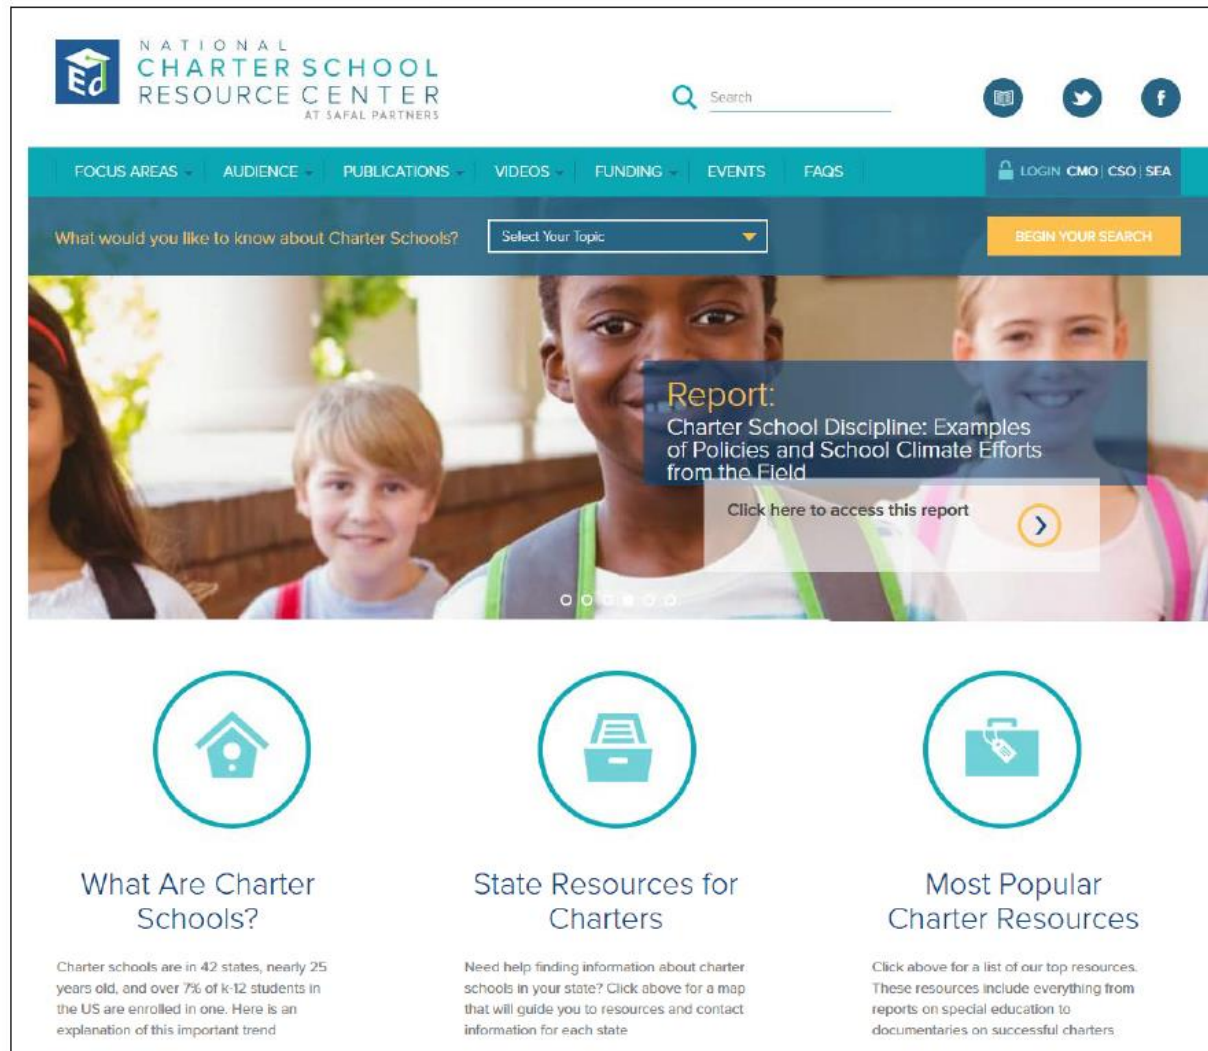 NATIONAL
CHARTER SCHOOL
RESOURCE CENTER
AT SAFAL PARTNERS
Ed
Search
f
FOCUS AREAS
AUDIENCE
PUBLICATIONS
VIDEOS
FUNDING
EVENTS
FAQS
LOGIN CMO | CSO | SEA
What would you like to know about Charter Schools?
Select Your Topic
BEGIN YOUR SEARCH
Report:
Charter School Discipline: Examples
of Policies and School Climate Efforts
from the Field
Click here to access this report
What Are Charter
Schools?
Charter schools are in 42 states, nearly 25
years old, and over 7% of k-12 students in
the US are enrolled in one. Here is an
explanation of this important trend
State Resources for
Charters
Need help finding information about charter
schools in your state? Click above for a map
that will guide you to resources and contact
information for each state
Most Popular
Charter Resources
Click above for a list of our top resources.
These resources include everything from
reports on special education to
documentaries on successful charters